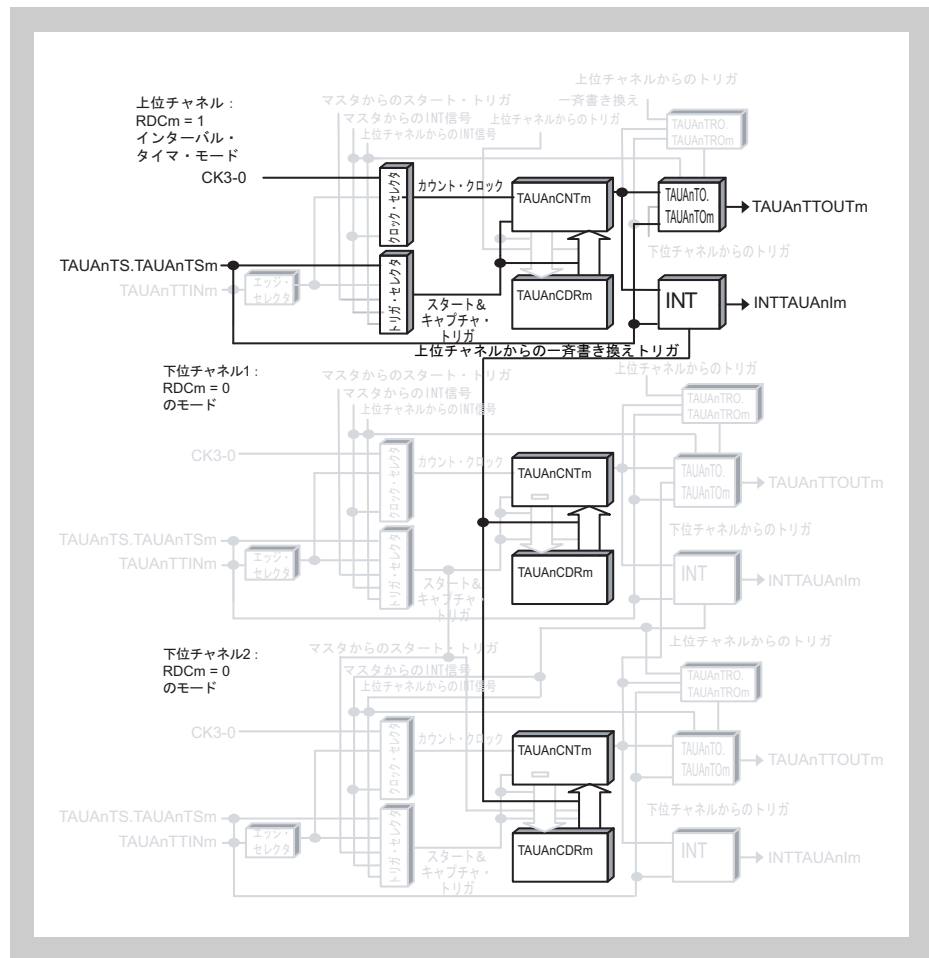 上位チャネルからのトリガ
上位チャネル：
RDCm = 1
インターバル・
タイマ・モード
マスタからのスタート・トリガ
一斉書き換え
マスタからのINT信号
上位チャネルからのトリガ
上位チャネルからのINT信号
TAUAnTRO.
TAUAnTROm
CK3-0
クロック・セレクタ
カウント・クロック
TAUAnCNTm
TAUAnTO.
TAUAnTOm
TAUAnTTOUTm
下位チャネルからのトリガ
TAUAnTS.TAUAnTSm
TAUAnTTINm
エッジ・
セレクタ
トリガ・セレクタ
スタート&
キャプチャ・
トリガ
TAUAnCDRm
INT
INTTAUAnIm
上位チャネルからの一斉書き換えトリガ
下位チャネル1：
RDCm = 0
のモード
マスタからのスタート・トリガ
上位チャネルからのトリガ
マスタからのINT信号
上位チャネルからのINT信号
TAUAnTRO.
TAUAnTROm
CK3-0
クロック・セレクタ
カウント・クロック
TAUAnCNTm
TAUAnTO.
TAUAnTOm
TAUAnTTOUTm
下位チャネルからのトリガ
TAUAnTS.TAUAnTSm
TAUAnTTINm
エッジ・
セレクタ
トリガ・セレクタ
スタート&
キャプチャ・
トリガ
TAUAnCDRm
INT
INTTAUAnIm
下位チャネル2：
RDCm = 0
のモード
マスタからのスタート・トリガ
上位チャネルからのトリガ
マスタからのINT信号
上位チャネルからのINT信号
TAUAnTRO.
TAUAnTROm
CK3-0
クロック・セレクタ
カウント・クロック
TAUAnCNTm
TAUAnTO.
TAUAnTOm
TAUAnTTOUTm
下位チャネルからのトリガ
TAUAnTS.TAUAnTSm
TAUAnTTINm
エッジ・
セレクタ
トリガ・セレクタ
スタート&
キャプチャ・
トリガ
TAUAnCDRm
INT
INTTAUAnIm